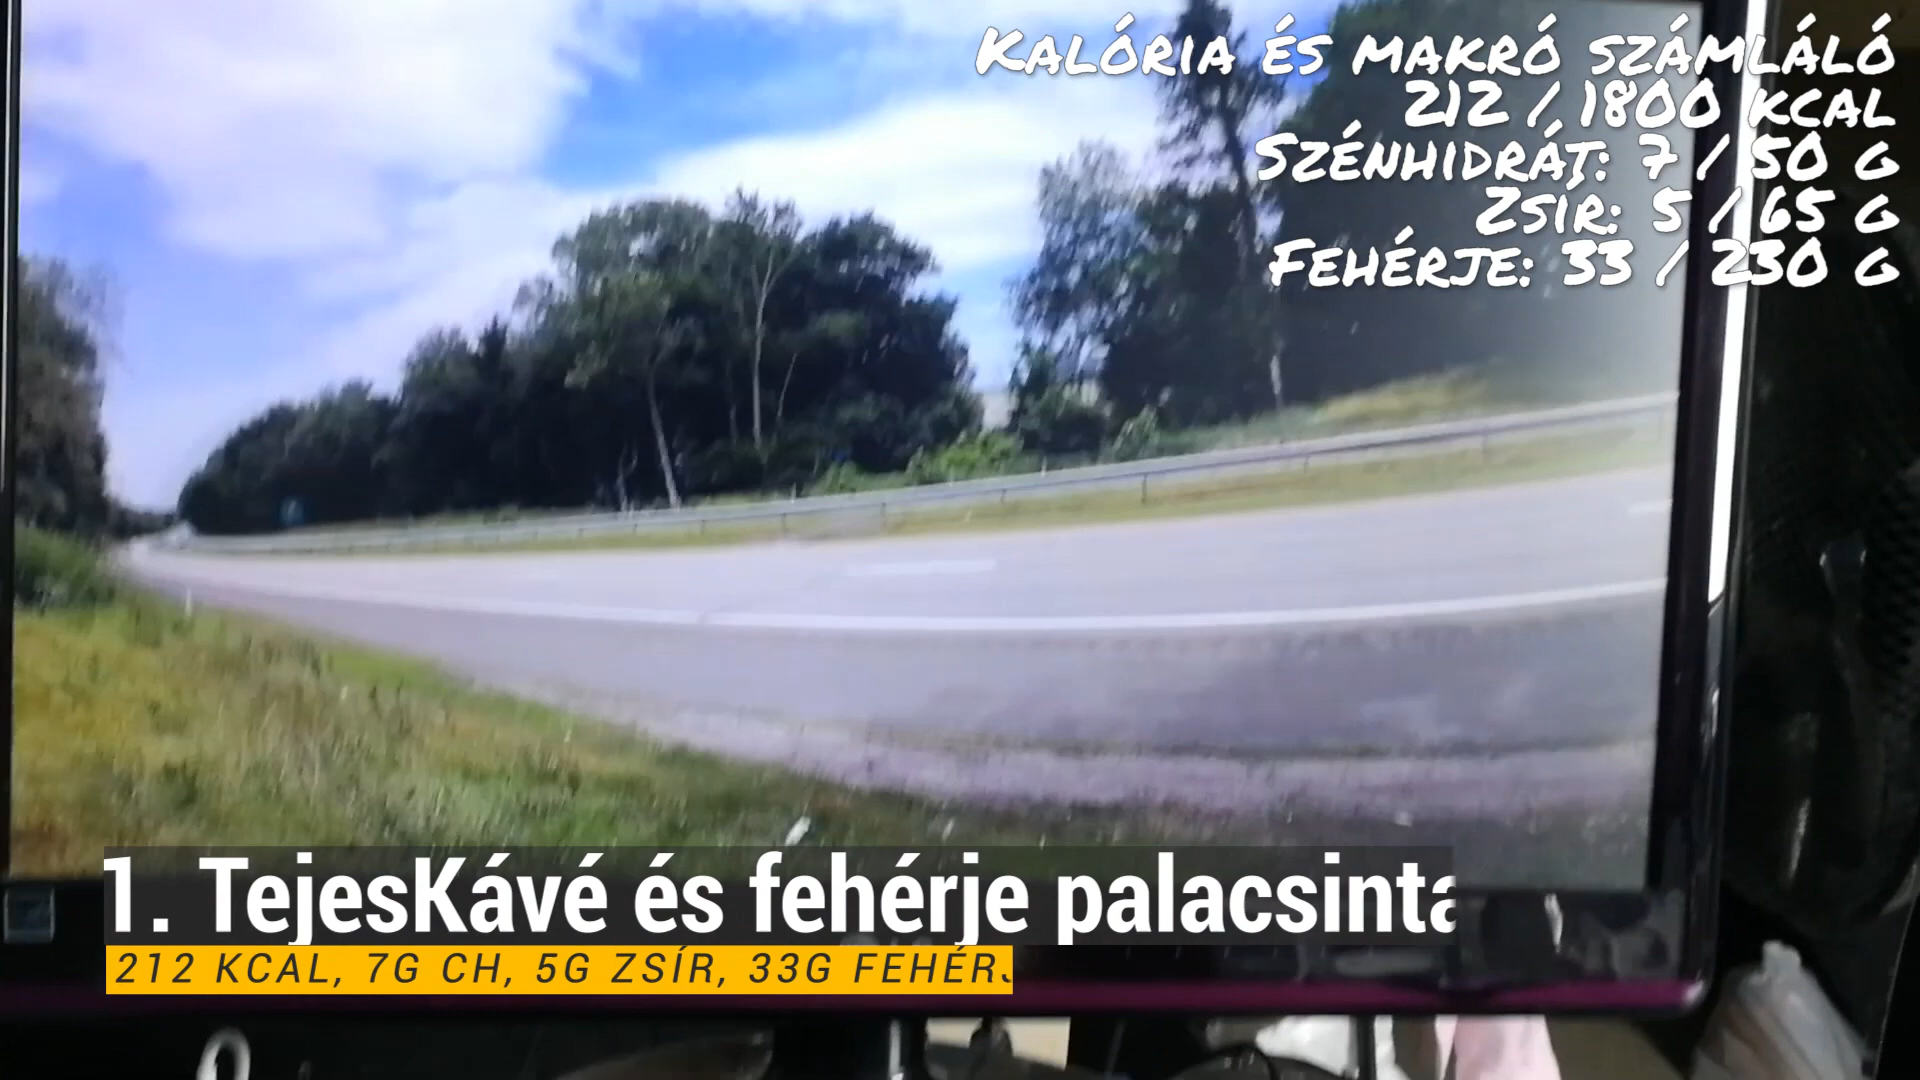 Kalória és makró számláló
212 / 1800 kcal
Szénhidrát: 7 / 50 g
Zsír: 5 / 65 g
Fehérje: 33 / 230 g
1. TejesKávé és fehérje palacsinta
212 KCAL, 7G CH, 5G ZSÍR, 33G FEHÉRJ